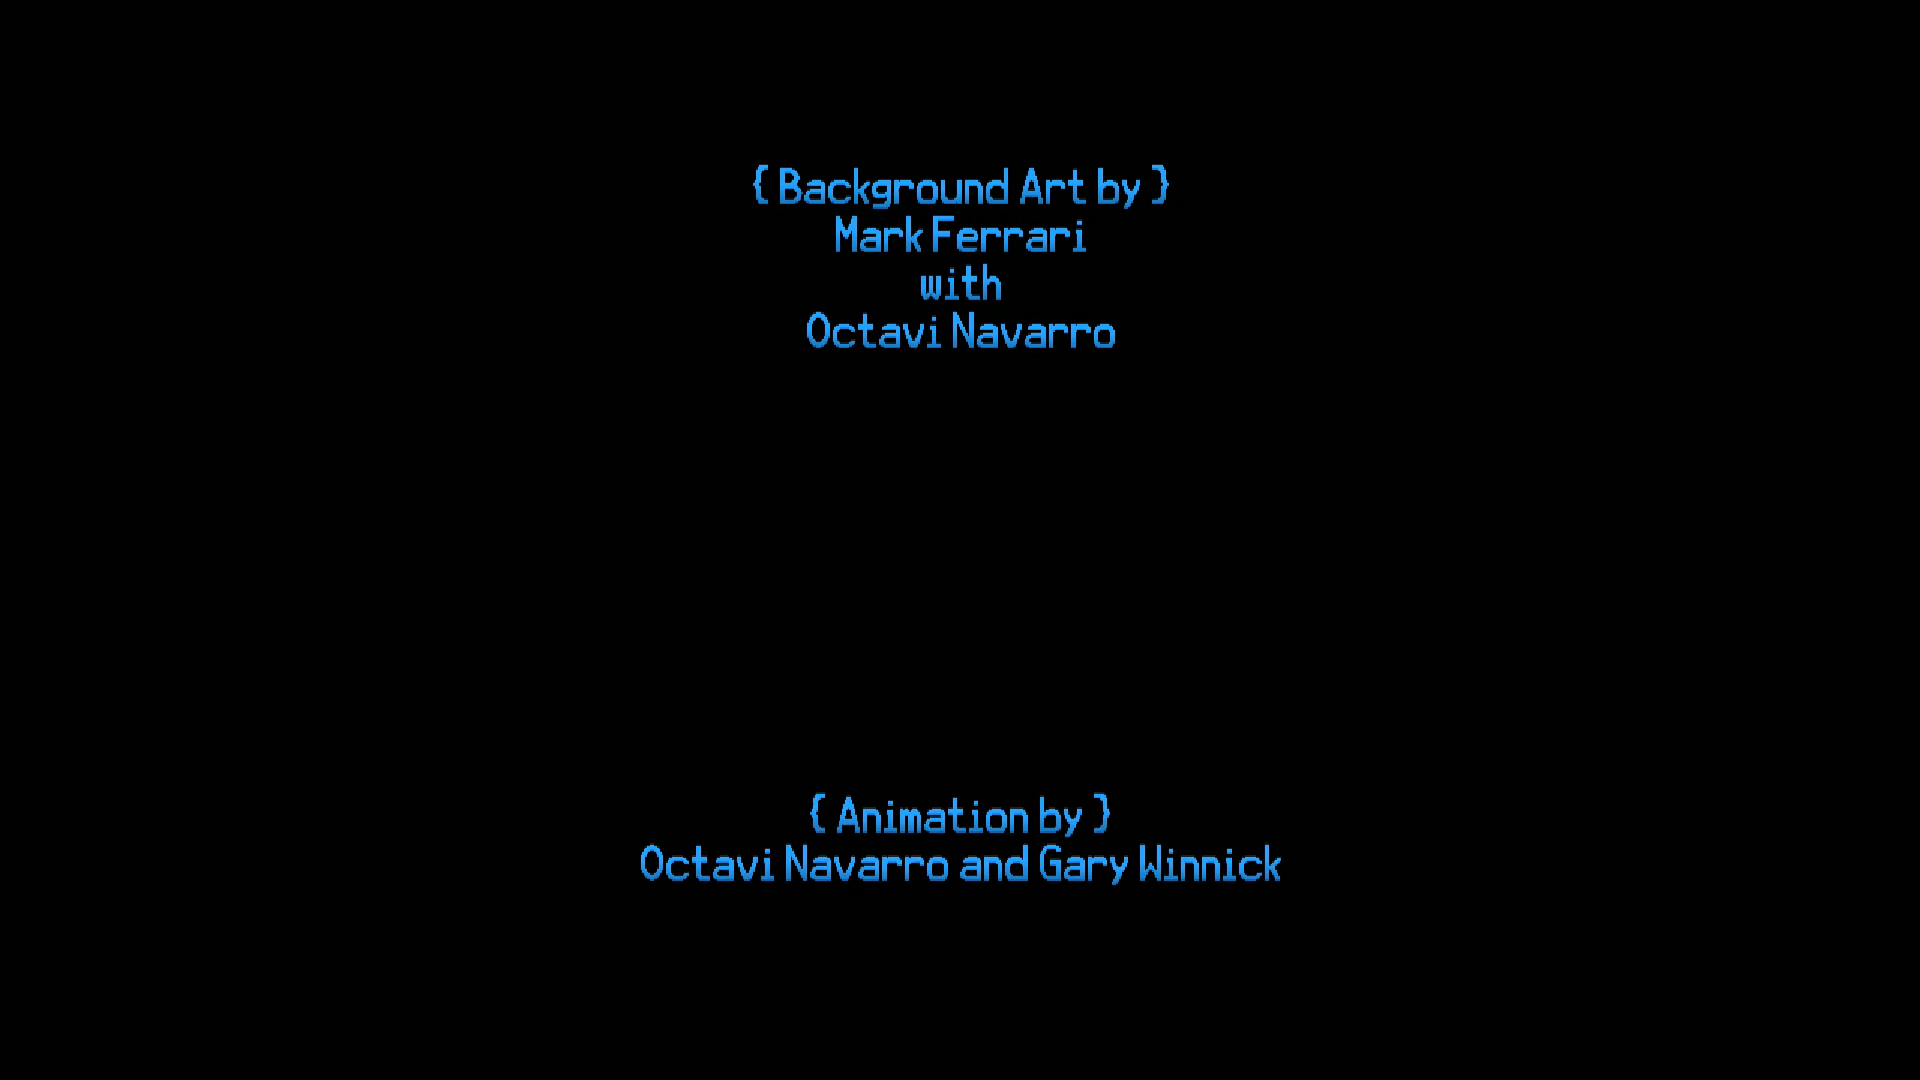 { Background Art by }
Mark Ferrari
with
Octavi Navarro
{ Animation by }
Octavi Navarro and Gary Winnick